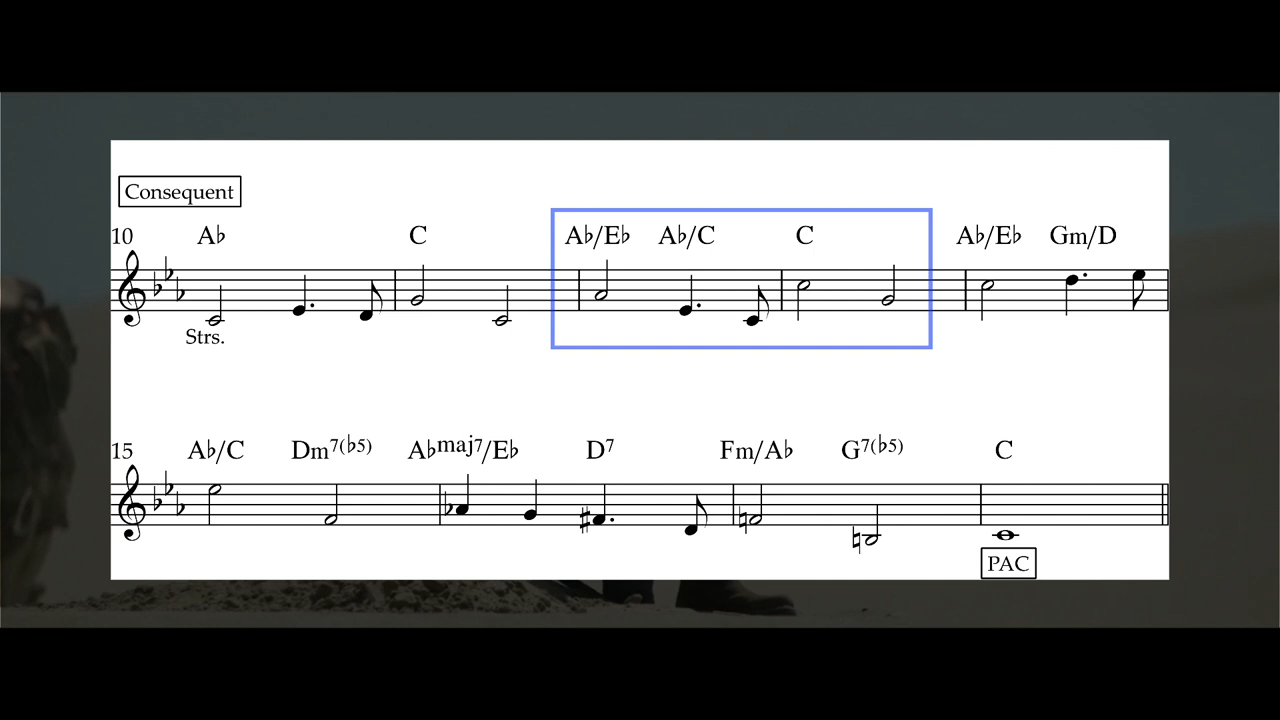 Consequent
10 A♭ C A♭/E♭ A♭/C C A♭/E♭ Gm/D
Strs.
15 A♭/C Dm7(♭5) A♭maj7/E♭ D7 Fm/A♭ G7(♭5) C
PAC